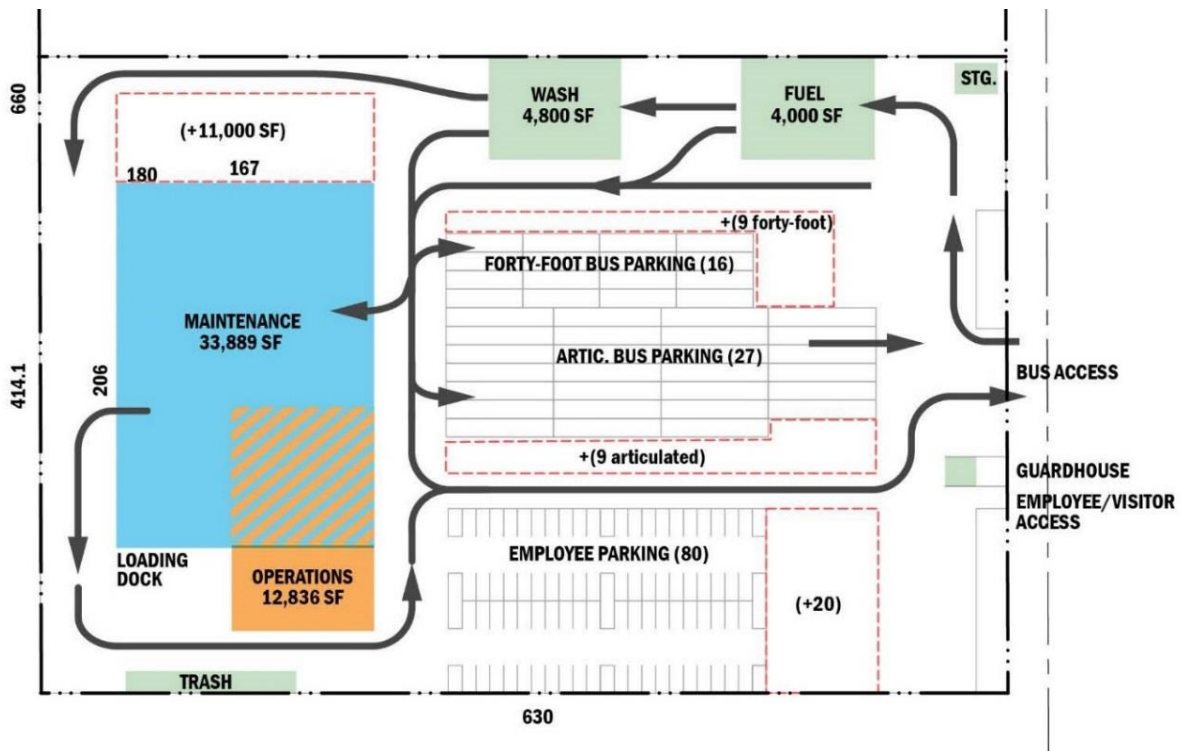 STG.
WASH
4,800 SF
FUEL
4,000 SF
660
(+11,000 SF)
180
167
+(9 forty-foot)
FORTY-FOOT BUS PARKING (16)
MAINTENANCE
33,889 SF
ARTIC. BUS PARKING (27)
BUS ACCESS
206
414.1
+(9 articulated)
GUARDHOUSE
EMPLOYEE/VISITOR
ACCESS
LOADING
DOCK
EMPLOYEE PARKING (80)
OPERATIONS
12,836 SF
(+20)
TRASH
630